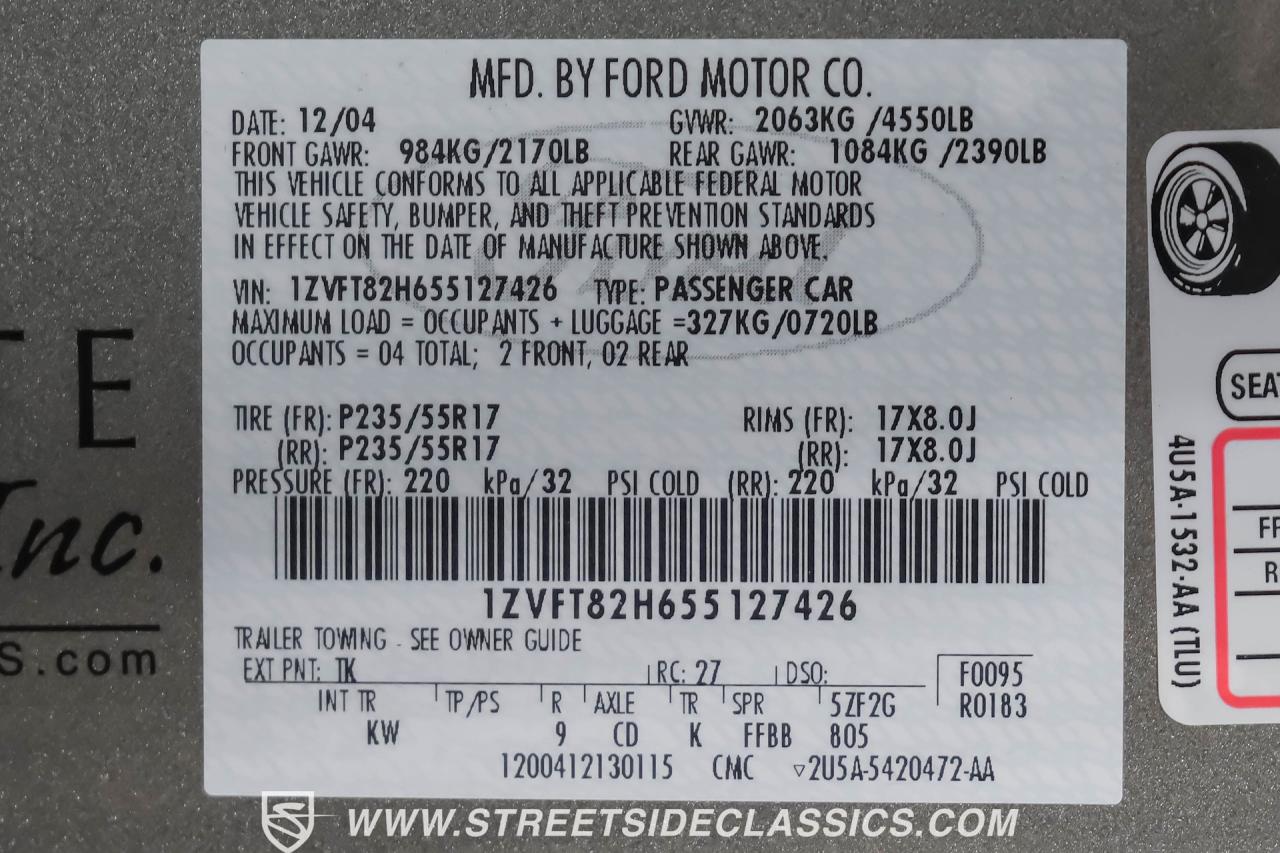 MFD. BY FORD MOTOR CO.
DATE: 12/04 GVWR: 2063KG /4550LB
FRONT GAWR: 984KG/2170LB REAR GAWR: 1084KG /2390LB
THIS VEHICLE CONFORMS TO ALL APPLICABLE FEDERAL MOTOR
VEHICLE SAFETY, BUMPER, AND THEFT PREVENTION STANDARDS
IN EFFECT ON THE DATE OF MANUFACTURE SHOWN ABOVE.
VIN: 1ZVFT82H655127426 TYPE: PASSENGER CAR
MAXIMUM LOAD = OCCUPANTS + LUGGAGE =327KG/0720LB
OCCUPANTS = 04 TOTAL; 2 FRONT, 02 REAR
TIRE (FR): P235/55R17 RIMS (FR): 17X8.0J
(RR): P235/55R17 (RR): 17X8.0J
PRESSURE (FR): 220 kPa/32 PSI COLD (RR): 220 kPa/32 PSI COLD
1ZVFT82H655127426
TRAILER TOWING - SEE OWNER GUIDE
EXT PNT: TK RC: 27 DSO: F0095
INT TR TP/PS R AXLE TR SPR 5ZF2G R0183
KW 9 CD K FFBB 805
1200412130115 CMC ▽2U5A-5420472-AA
TE
Inc.
S.com
4U5A-1532-AA (TLU)
SEAT
FR
R
WWW.STREETSIDECLASSICS.COM